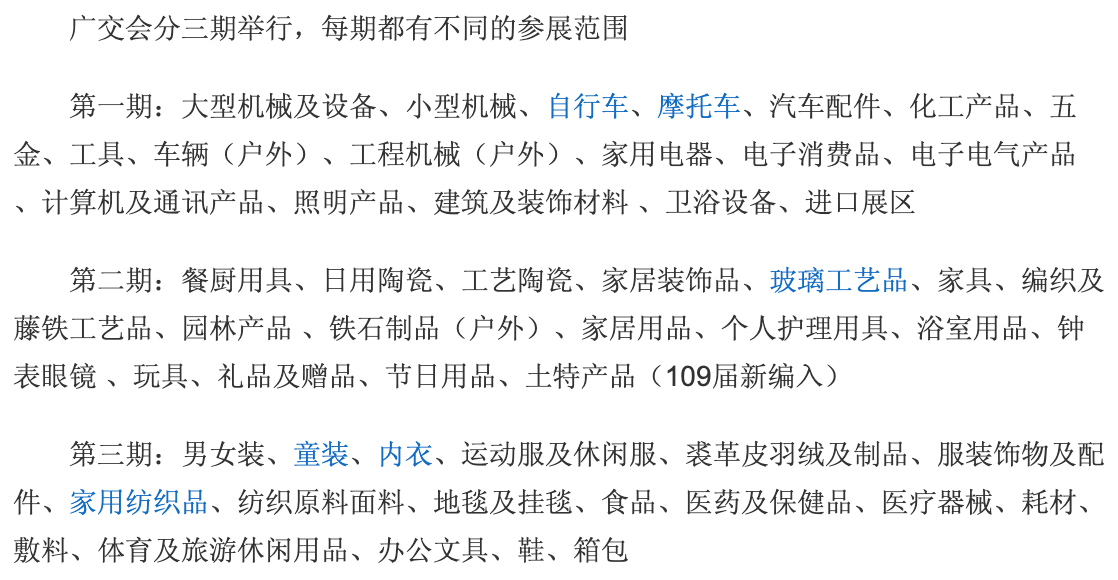 广交会分三期举行，每期都有不同的参展范围
第一期：大型机械及设备、小型机械、自行车、摩托车、汽车配件、化工产品、五
金、工具、车辆（户外）、工程机械（户外）、家用电器、电子消费品、电子电气产品
、计算机及通讯产品、照明产品、建筑及装饰材料 、卫浴设备、进口展区
第二期：餐厨用具、日用陶瓷、工艺陶瓷、家居装饰品、玻璃工艺品、家具、编织及
藤铁工艺品、园林产品 、铁石制品（户外）、家居用品、个人护理用具、浴室用品、钟
表眼镜 、玩具、礼品及赠品、节日用品、土特产品（109届新编入）
第三期：男女装、童装、内衣、运动服及休闲服、裘革皮羽绒及制品、服装饰物及配
件、家用纺织品、纺织原料面料、地毯及挂毯、食品、医药及保健品、医疗器械、耗材、
敷料、体育及旅游休闲用品、办公文具、鞋、箱包